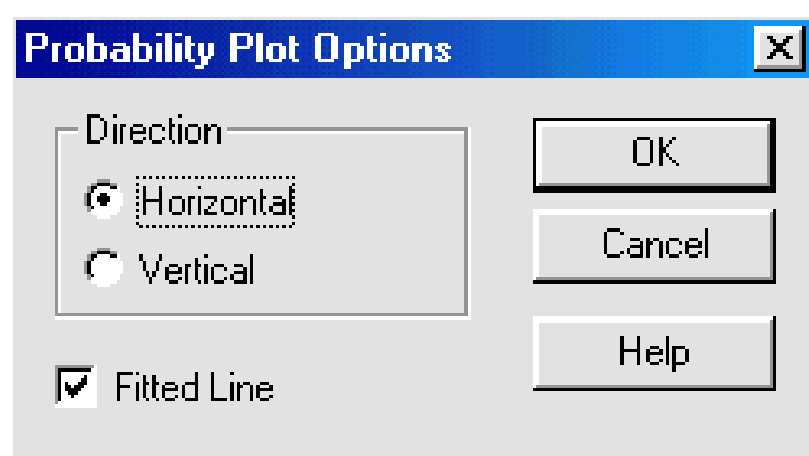 Probability Plot Options
Direction
Horizontal
Vertical
Fitted Line
OK
Cancel
Help